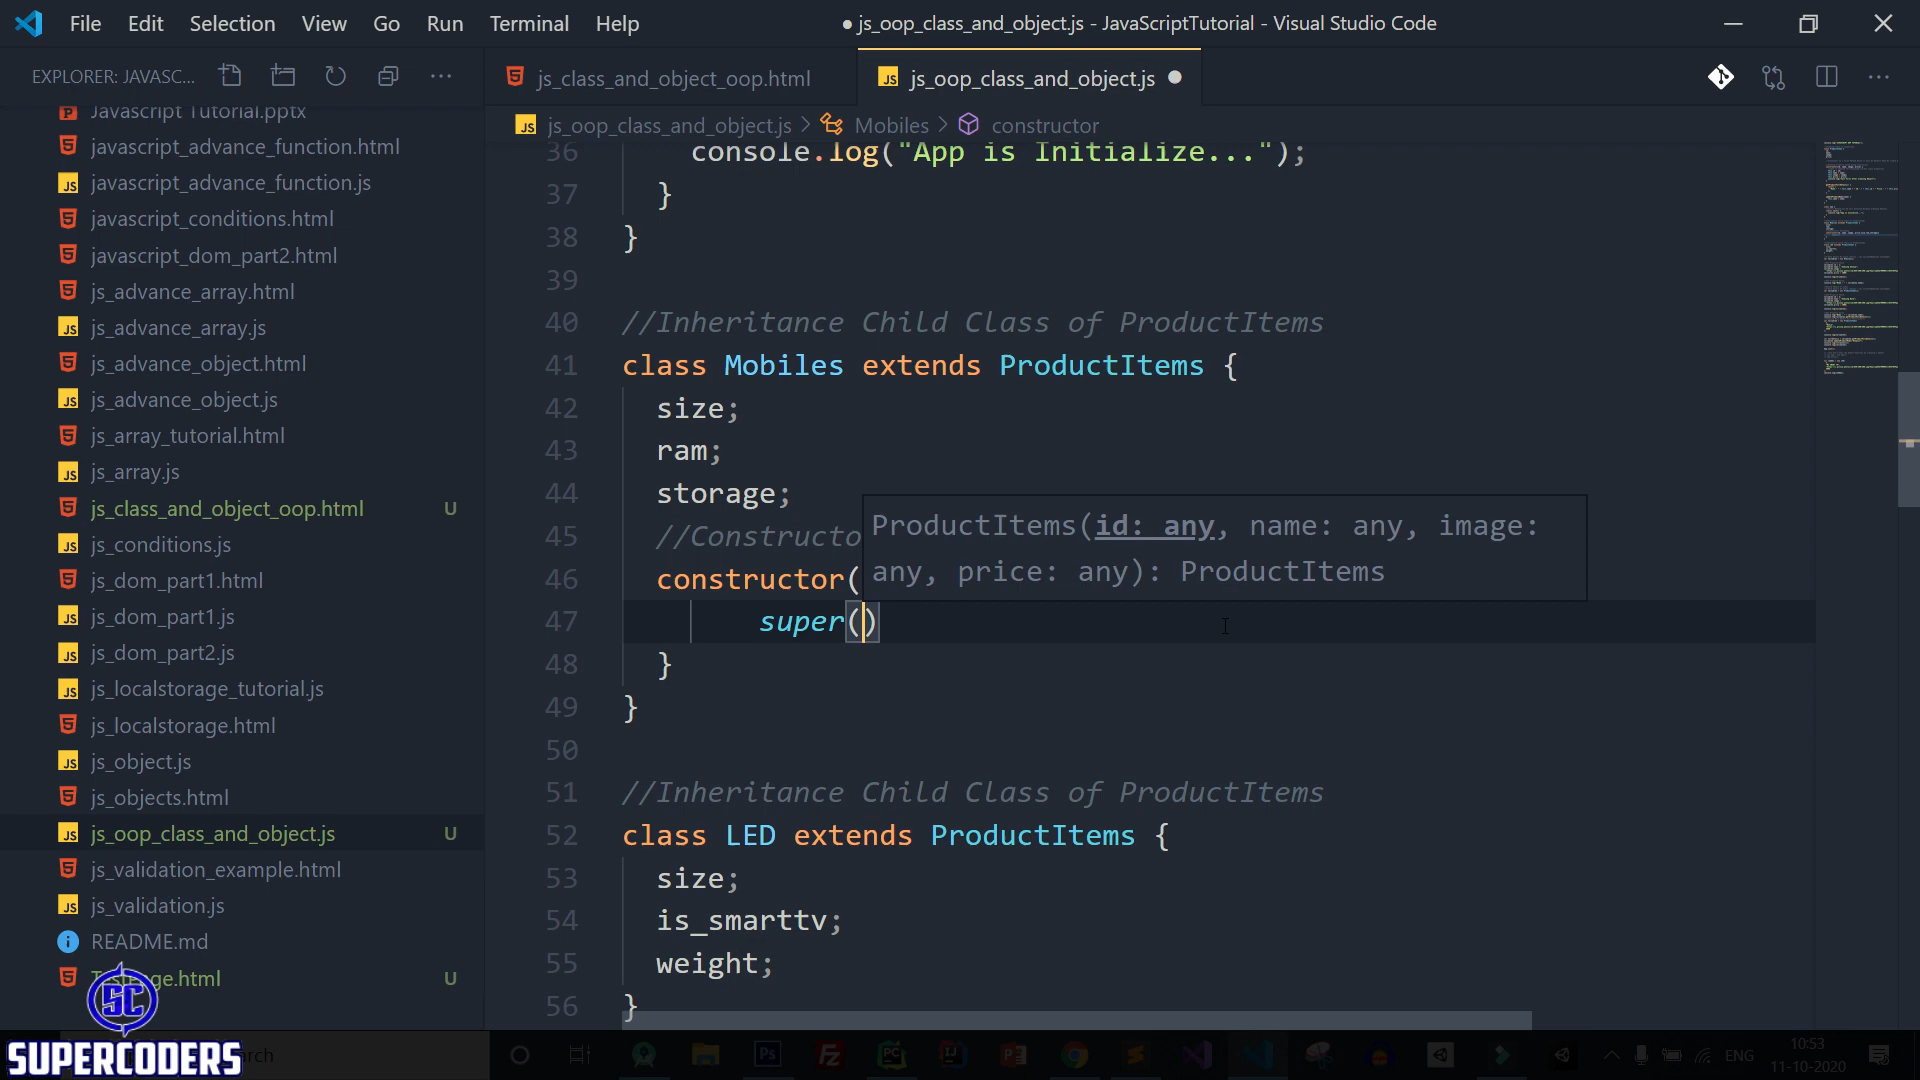 File Edit Selection View Go Run Terminal Help
● js_oop_class_and_object.js - JavaScriptTutorial - Visual Studio Code
EXPLORER: JAVASC...
js_class_and_object_oop.html
js_oop_class_and_object.js
js_oop_class_and_object.js > Mobiles > constructor
Javascript Tutorial.pptx
javascript_advance_function.html
javascript_advance_function.js
javascript_conditions.html
javascript_dom_part2.html
js_advance_array.html
js_advance_array.js
js_advance_object.html
js_advance_object.js
js_array_tutorial.html
js_array.js
js_class_and_object_oop.html U
js_conditions.js
js_dom_part1.html
js_dom_part1.js
js_dom_part2.js
js_localstorage_tutorial.js
js_localstorage.html
js_object.js
js_objects.html
js_oop_class_and_object.js U
js_validation_example.html
js_validation.js
README.md
ge.html U
36 console.log("App is Initialize...");
37 }
38 }
39
40 //Inheritance Child Class of ProductItems
41 class Mobiles extends ProductItems {
42 size;
43 ram;
44 storage;
45 //Constructo
46 constructor(
ProductItems(id: any, name: any, image:
any, price: any): ProductItems
47 super()
48 }
49 }
50
51 //Inheritance Child Class of ProductItems
52 class LED extends ProductItems {
53 size;
54 is_smarttv;
55 weight;
56 }
SC
SUPERCODERS
ENG
10:53
11-10-2020